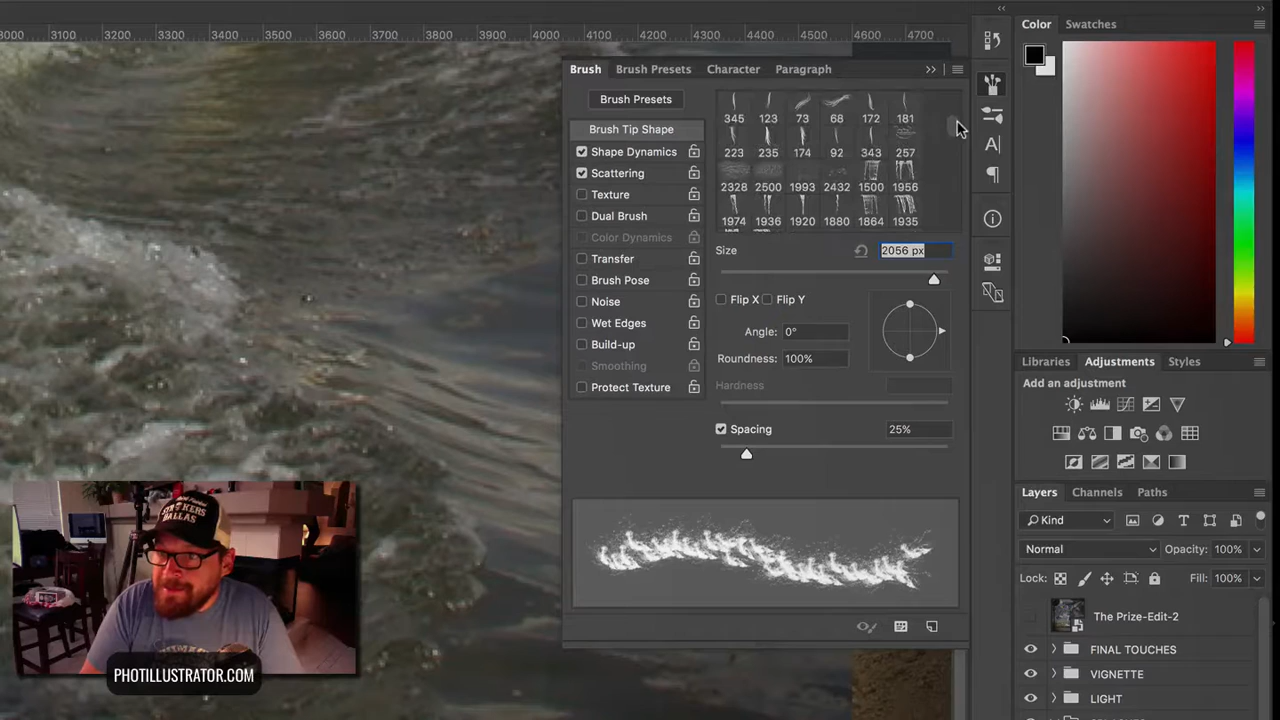 3000 3100 3200 3300 3400 3500 3600 3700 3800 3900 4000 4100 4200 4300 4400 4500 4600 4700
Brush Brush Presets Character Paragraph
Brush Presets
Brush Tip Shape
Shape Dynamics
Scattering
Texture
Dual Brush
Color Dynamics
Transfer
Brush Pose
Noise
Wet Edges
Build-up
Smoothing
Protect Texture
345 123 73 68 172 181
223 235 174 92 343 257
2328 2500 1993 2432 1500 1956
1974 1936 1920 1880 1864 1935
Size 2056 px
Flip X Flip Y
Angle: 0°
Roundness: 100%
Hardness
Spacing 25%
Color Swatches
Libraries Adjustments Styles
Add an adjustment
Layers Channels Paths
Kind
Normal Opacity: 100%
Lock: Fill: 100%
The Prize-Edit-2
FINAL TOUCHES
VIGNETTE
LIGHT
PHOTILLUSTRATOR.COM